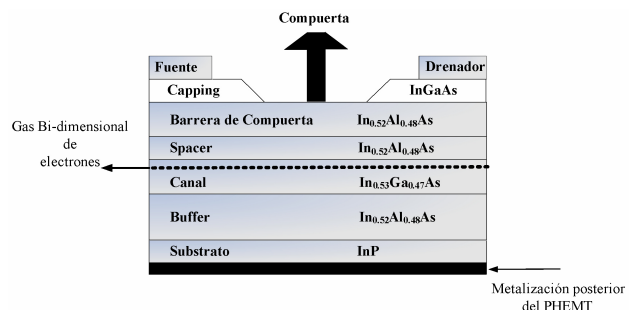 Compuerta
Fuente
Drenador
Capping
InGaAs
Barrera de Compuerta In0.52Al0.48As
Gas Bi-dimensional
de
electrones
Spacer In0.52Al0.48As
Canal In0.53Ga0.47As
Buffer In0.52Al0.48As
Substrato InP
Metalización posterior
del PHEMT